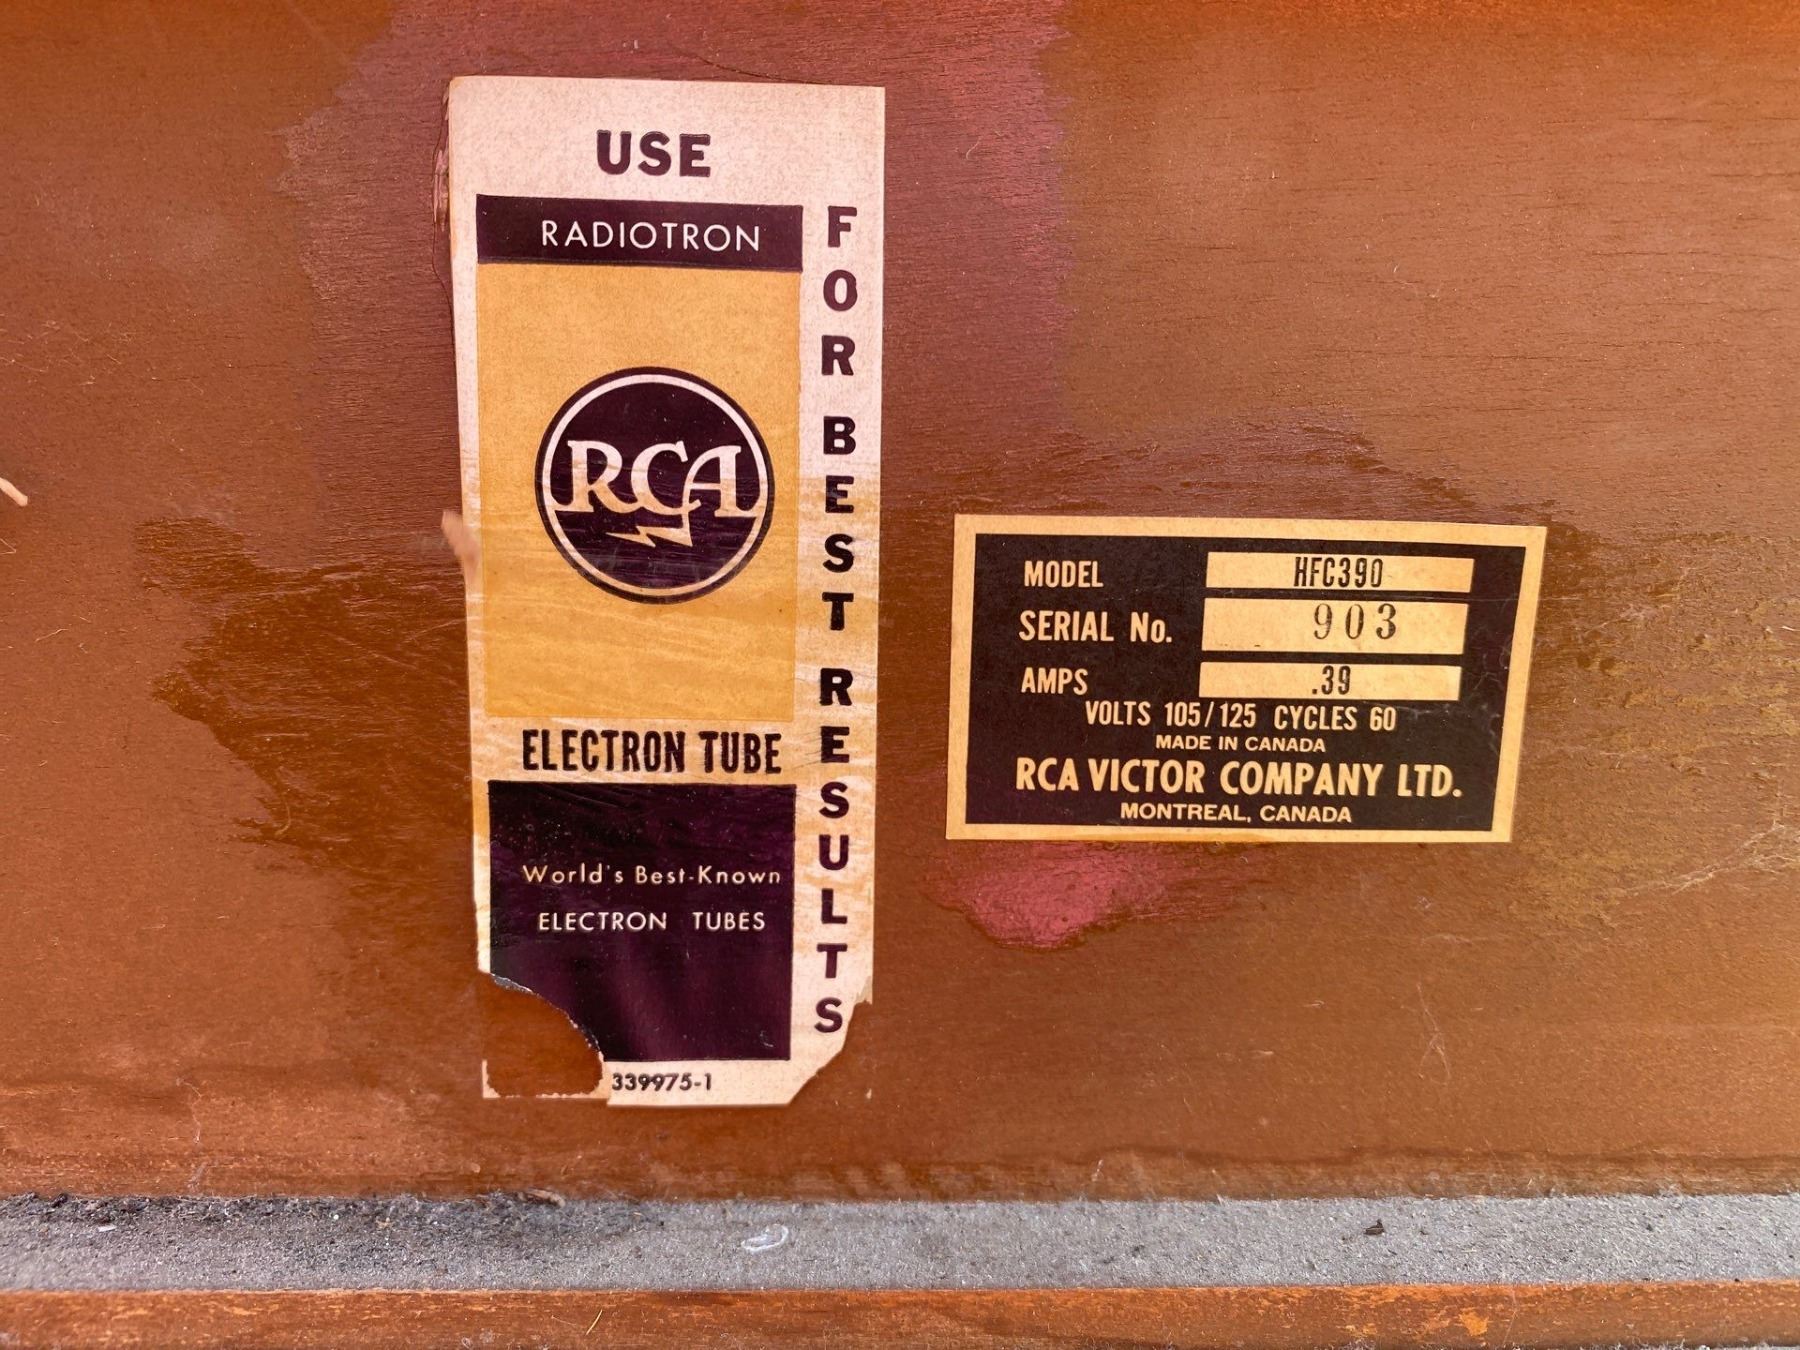 USE
RADIOTRON
RCA
ELECTRON TUBE
World's Best-Known
ELECTRON TUBES
339975-1
FOR BEST RESULTS
MODEL HFC390
SERIAL No. 903
AMPS .39
VOLTS 105/125 CYCLES 60
MADE IN CANADA
RCA VICTOR COMPANY LTD.
MONTREAL, CANADA